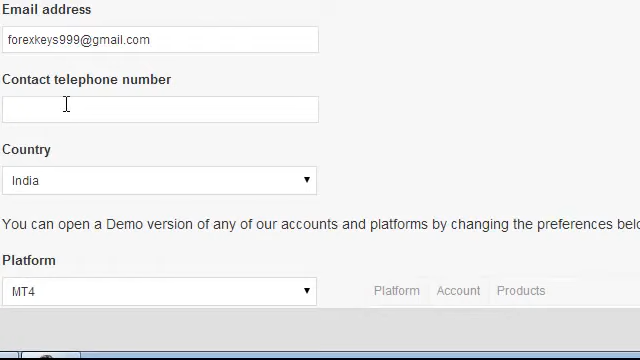 Email address
forexkeys999@gmail.com
Contact telephone number
Country
India
You can open a Demo version of any of our accounts and platforms by changing the preferences
Platform
MT4
Platform Account Products